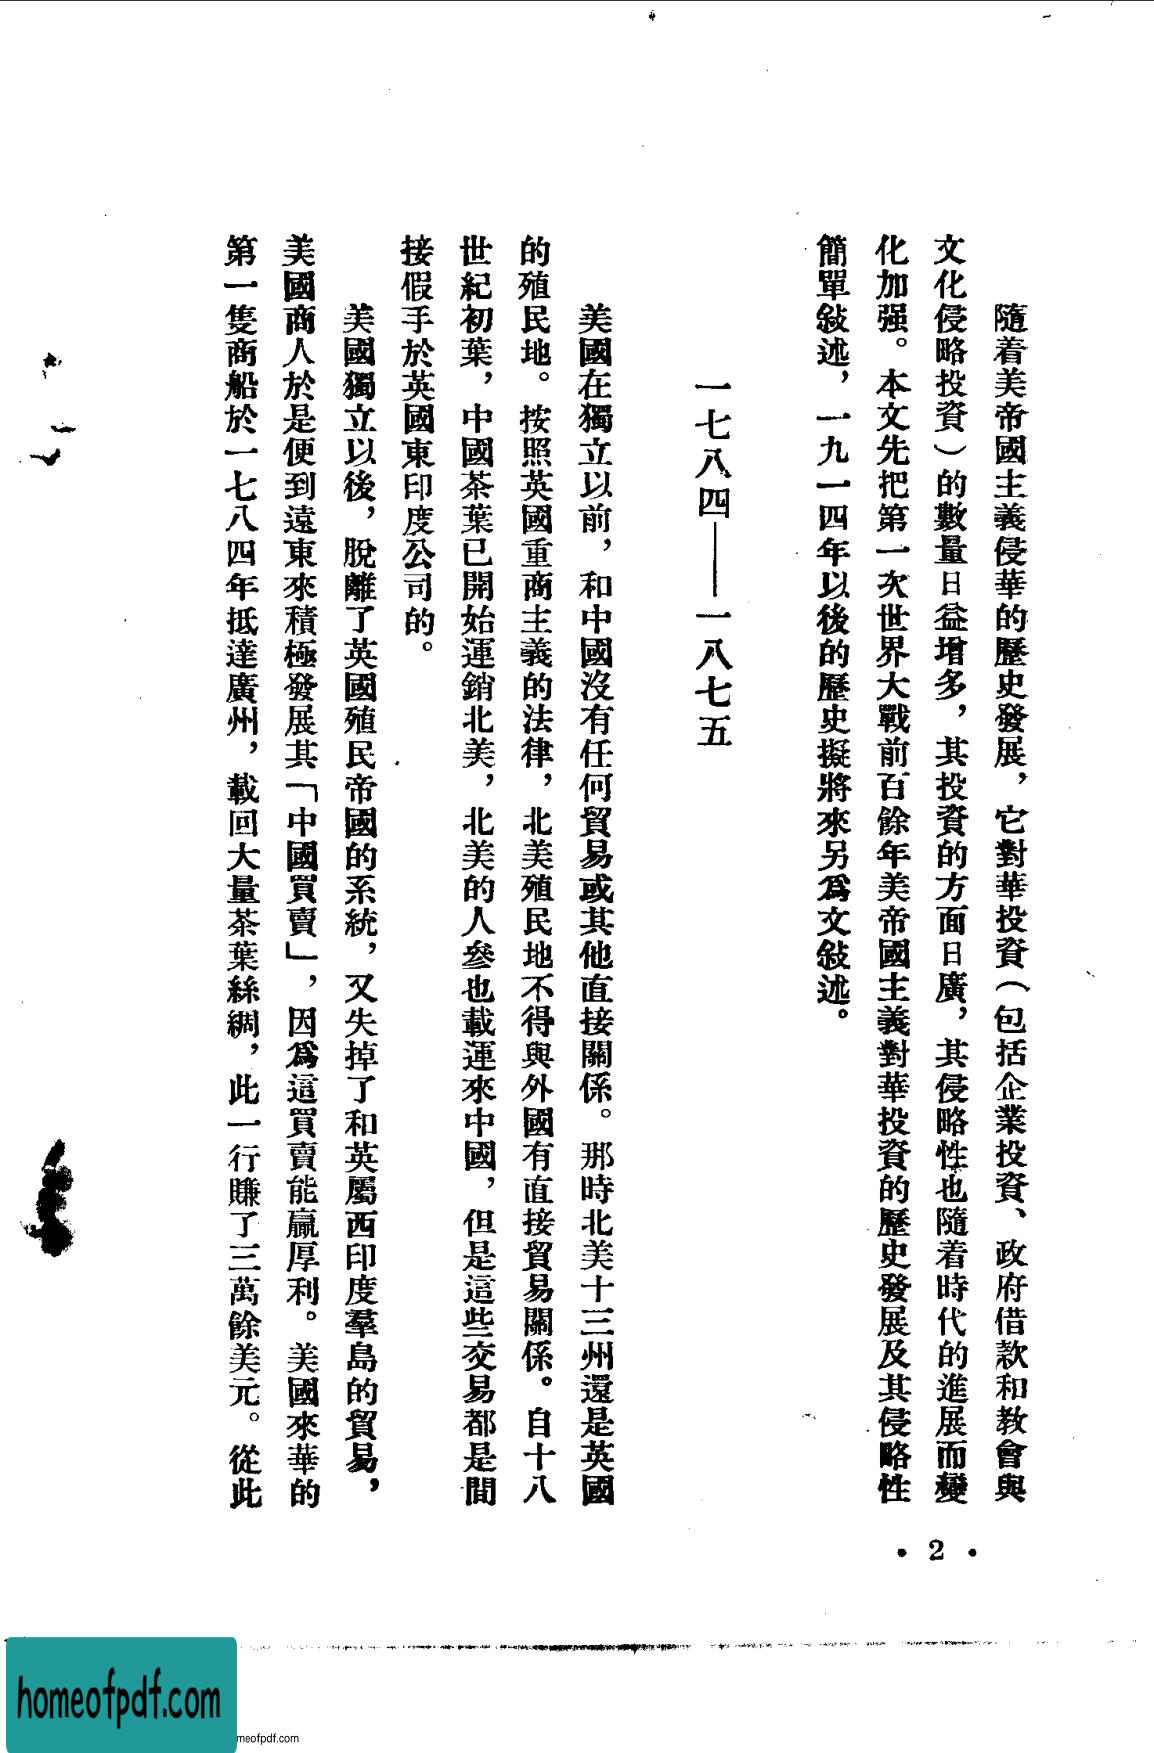 隨着美帝國主義侵華的歷史發展，它對華投資（包括企業投資、政府借款和教會與
文化侵略投資）的數量日益增多，其投資的方面日廣，其侵略性也隨着時代的進展而變
化加强。本文先把第一次世界大戰前百餘年美帝國主義對華投資的歷史發展及其侵略性
簡單敍述，一九一四年以後的歷史擬將來另爲文敍述。
一七八四——一八七五
美國在獨立以前，和中國沒有任何貿易或其他直接關係。那時北美十三州還是英國
的殖民地。按照英國重商主義的法律，北美殖民地不得與外國有直接貿易關係。自十八
世紀初葉，中國茶葉已開始運銷北美，北美的人參也載運來中國，但是這些交易都是間
接假手於英國東印度公司的。
美國獨立以後，脫離了英國殖民帝國的系統，又失掉了和英屬西印度羣島的貿易，
美國商人於是便到遠東來積極發展其「中國買賣」，因爲這買賣能贏厚利。美國來華的
第一隻商船於一七八四年抵達廣州，載回大量茶葉絲綢，此一行賺了三萬餘美元。從此
• 2 •
homeofpdf.com
meofpdf.com